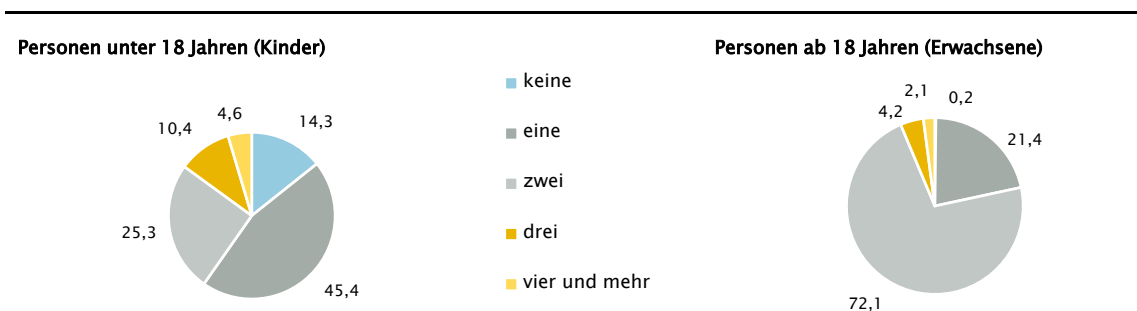 Personen unter 18 Jahren (Kinder)
14,3
45,4
25,3
10,4
4,6
keine
eine
zwei
drei
vier und mehr
Personen ab 18 Jahren (Erwachsene)
0,2
21,4
72,1
4,2
2,1